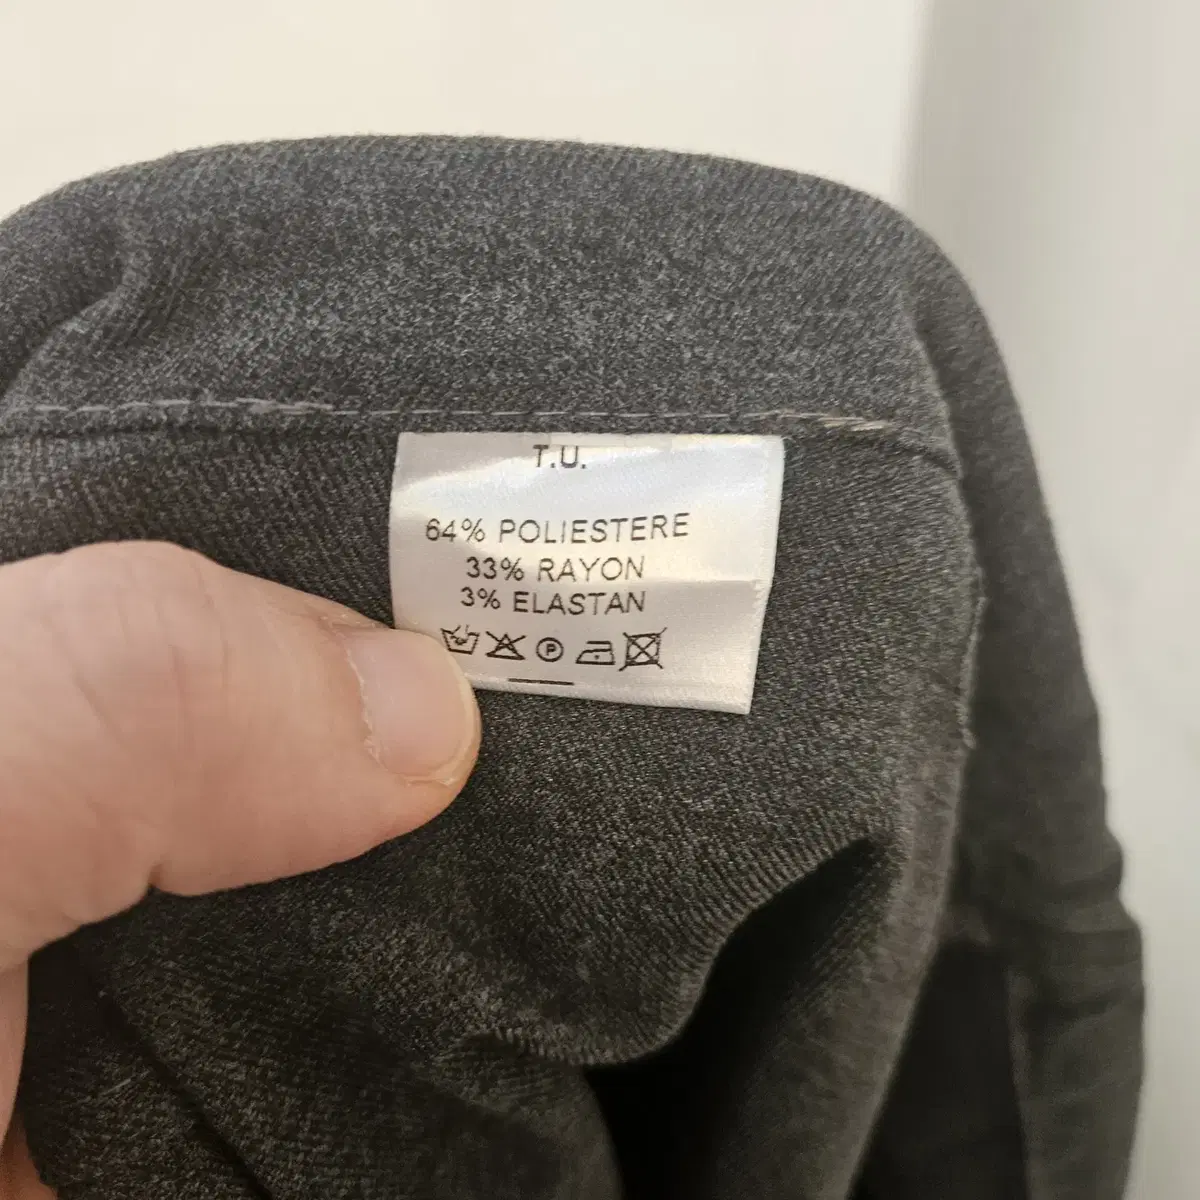 T.U.
64% POLIESTERE
33% RAYON
3% ELASTAN
P